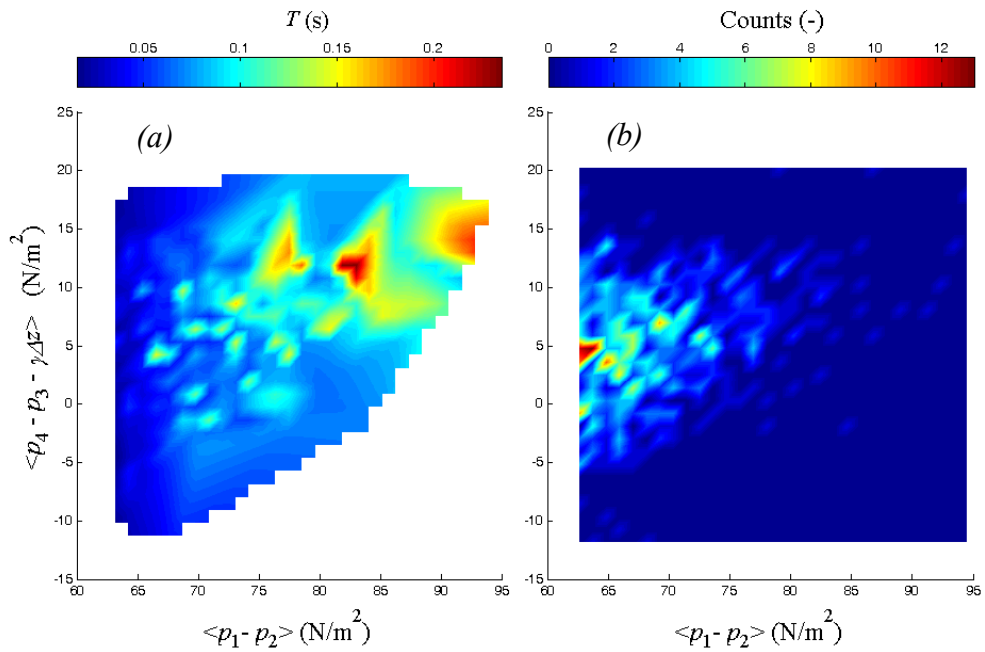 T (s)
0.05 0.1 0.15 0.2
(a)
<p4 - p3 - γΔz> (N/m2)
25
20
15
10
5
0
-5
-10
-15
60 65 70 75 80 85 90 95
<p1 - p2> (N/m2)
Counts (-)
0 2 4 6 8 10 12
(b)
25
20
15
10
5
0
-5
-10
-15
60 65 70 75 80 85 90 95
<p1 - p2> (N/m2)